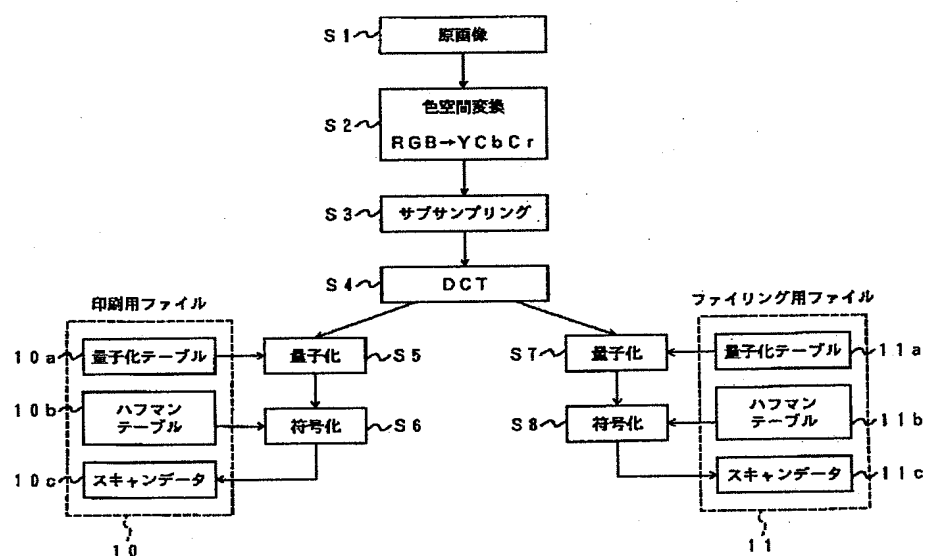 S1
原画像
S2
色空間変換
RGB→YCbCr
S3
サブサンプリング
S4
DCT
印刷用ファイル
ファイリング用ファイル
10a
量子化テーブル
量子化
S5
S7
量子化
量子化テーブル
11a
10b
ハフマン
テーブル
符号化
S6
S8
符号化
ハフマン
テーブル
11b
10c
スキャンデータ
スキャンデータ
11c
10
11